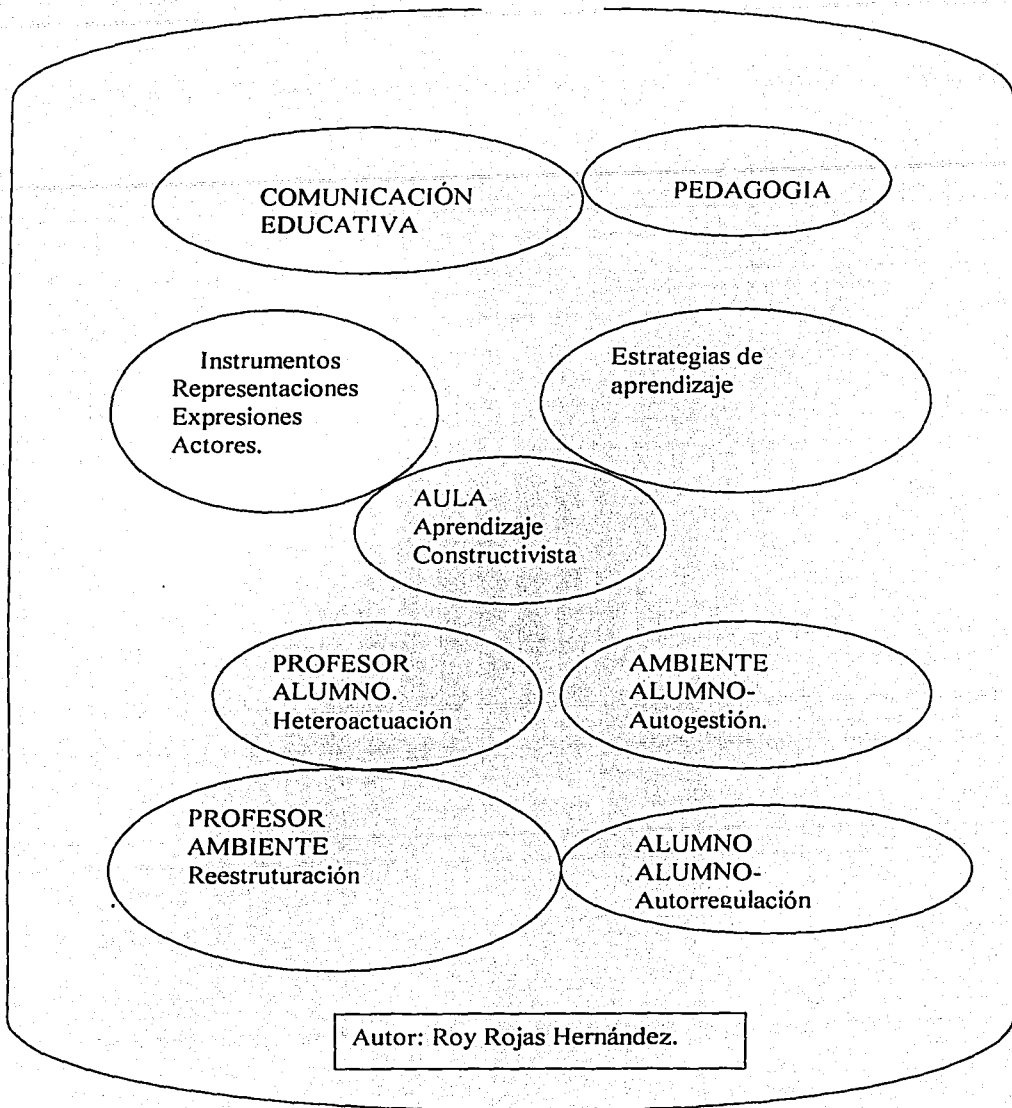 COMUNICACIÓN
EDUCATIVA
PEDAGOGIA
Instrumentos
Representaciones
Expresiones
Actores.
Estrategias de
aprendizaje
AULA
Aprendizaje
Constructivista
PROFESOR
ALUMNO.
Heteroactuación
AMBIENTE
ALUMNO-
Autogestión.
PROFESOR
AMBIENTE
Reestruturación
ALUMNO
ALUMNO-
Autorregulación
Autor: Roy Rojas Hernández.